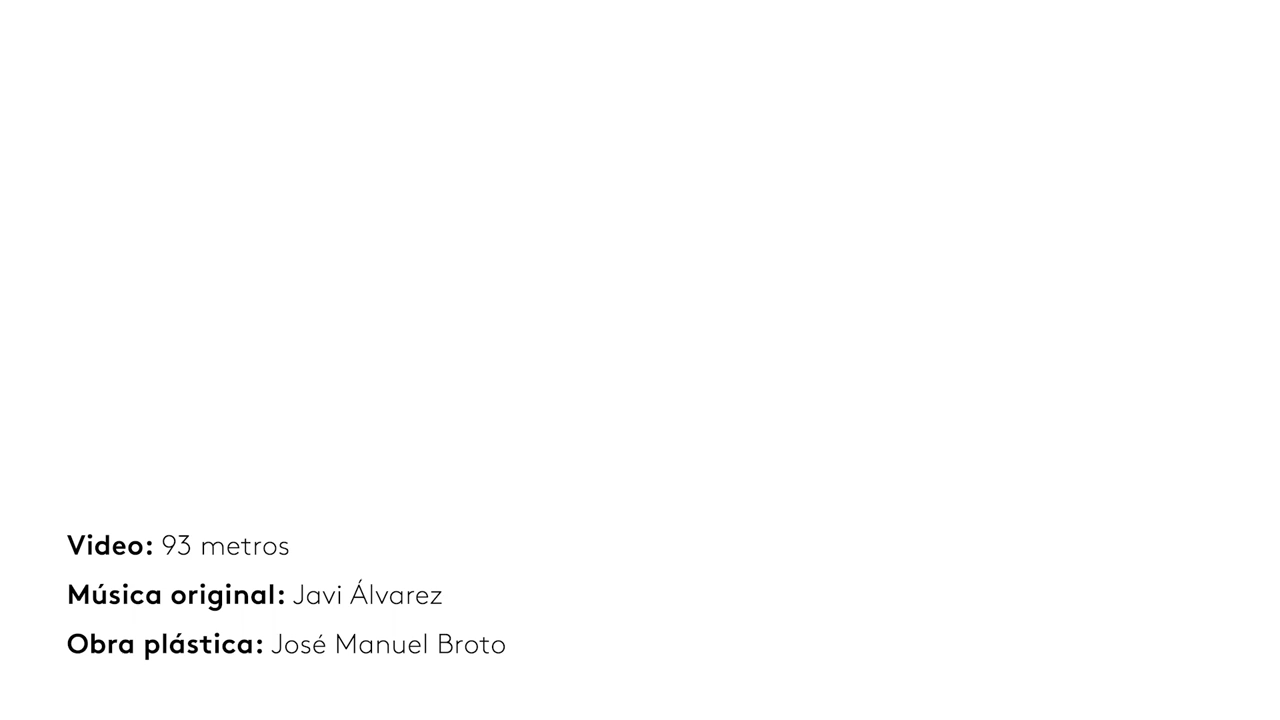 Video: 93 metros
Música original: Javi Álvarez
Obra plástica: José Manuel Broto